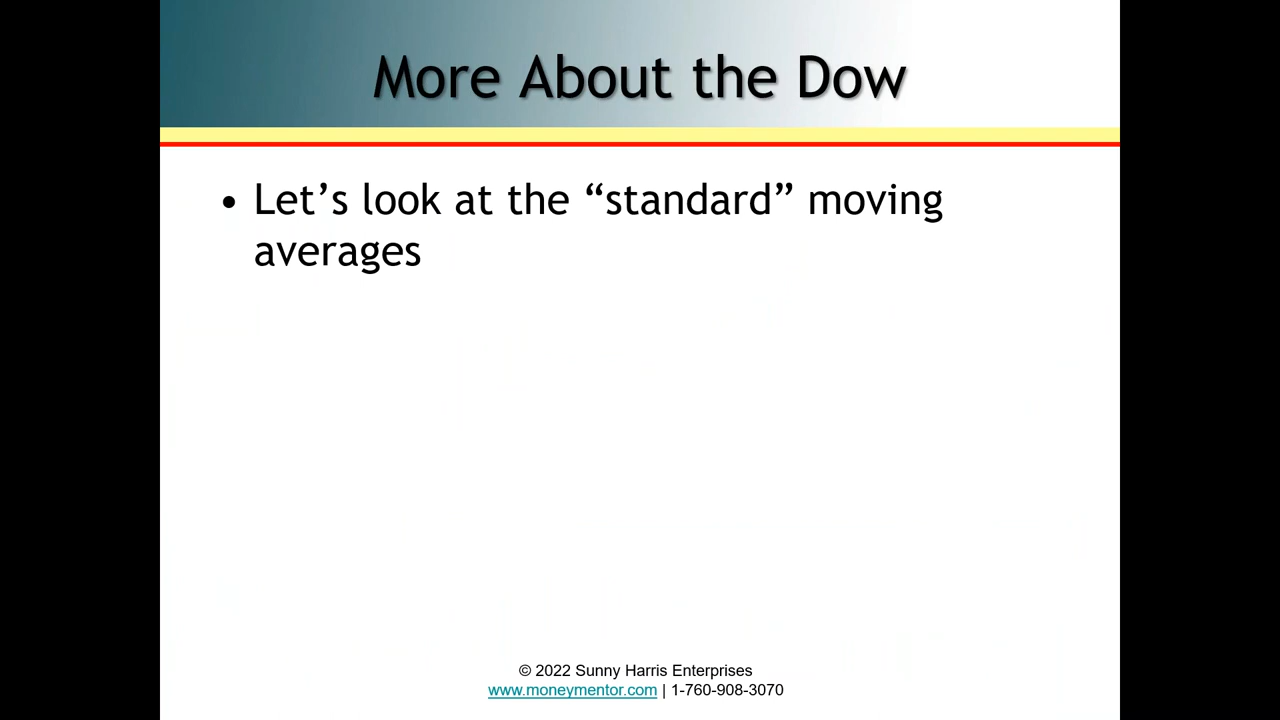 More About the Dow
• Let’s look at the “standard” moving
averages
© 2022 Sunny Harris Enterprises
www.moneymentor.com | 1-760-908-3070